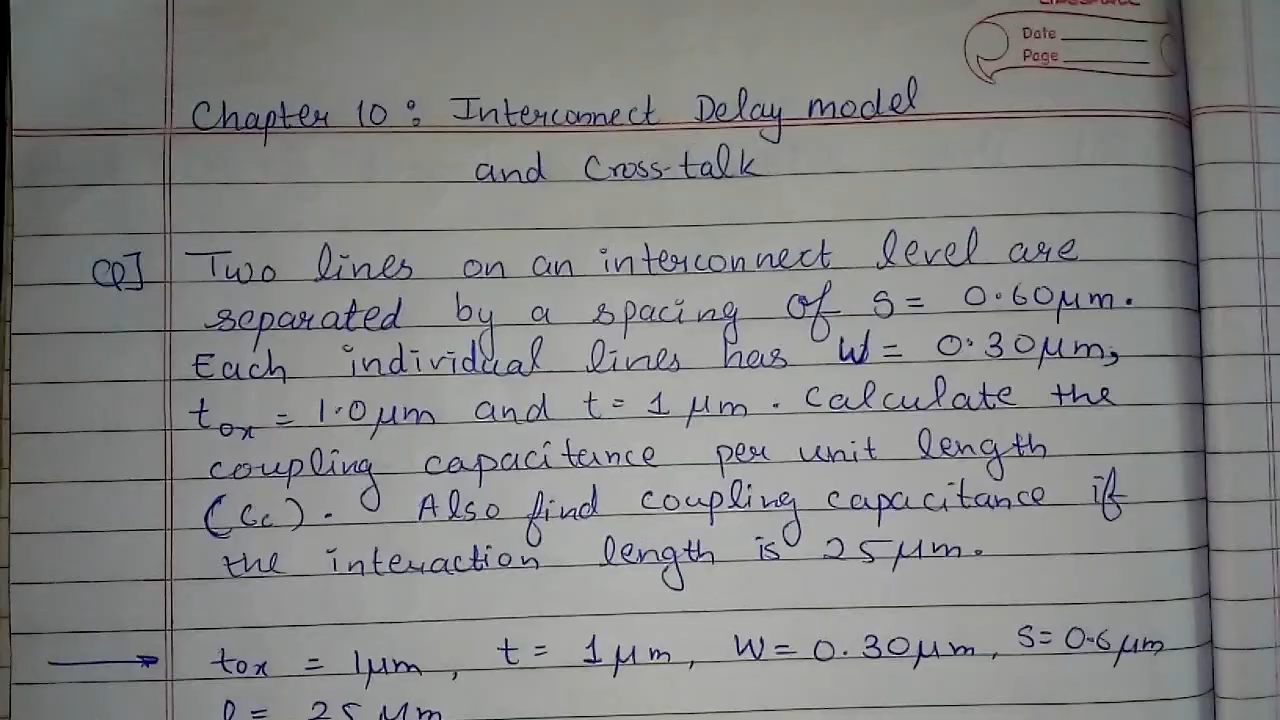 Date
Page
Chapter 10: Interconnect Delay model
and Cross-talk
Q] Two lines on an interconnect level are
separated by a spacing of S = 0.60μm.
Each individual lines has W = 0.30μm,
tox = 1.0μm and t = 1 μm. calculate the
coupling capacitance per unit length
(Cc). Also find coupling capacitance if
the interaction length is 25μm.
→ tox = 1μm, t = 1μm, W = 0.30μm, S = 0.6μm
l = 25 μm